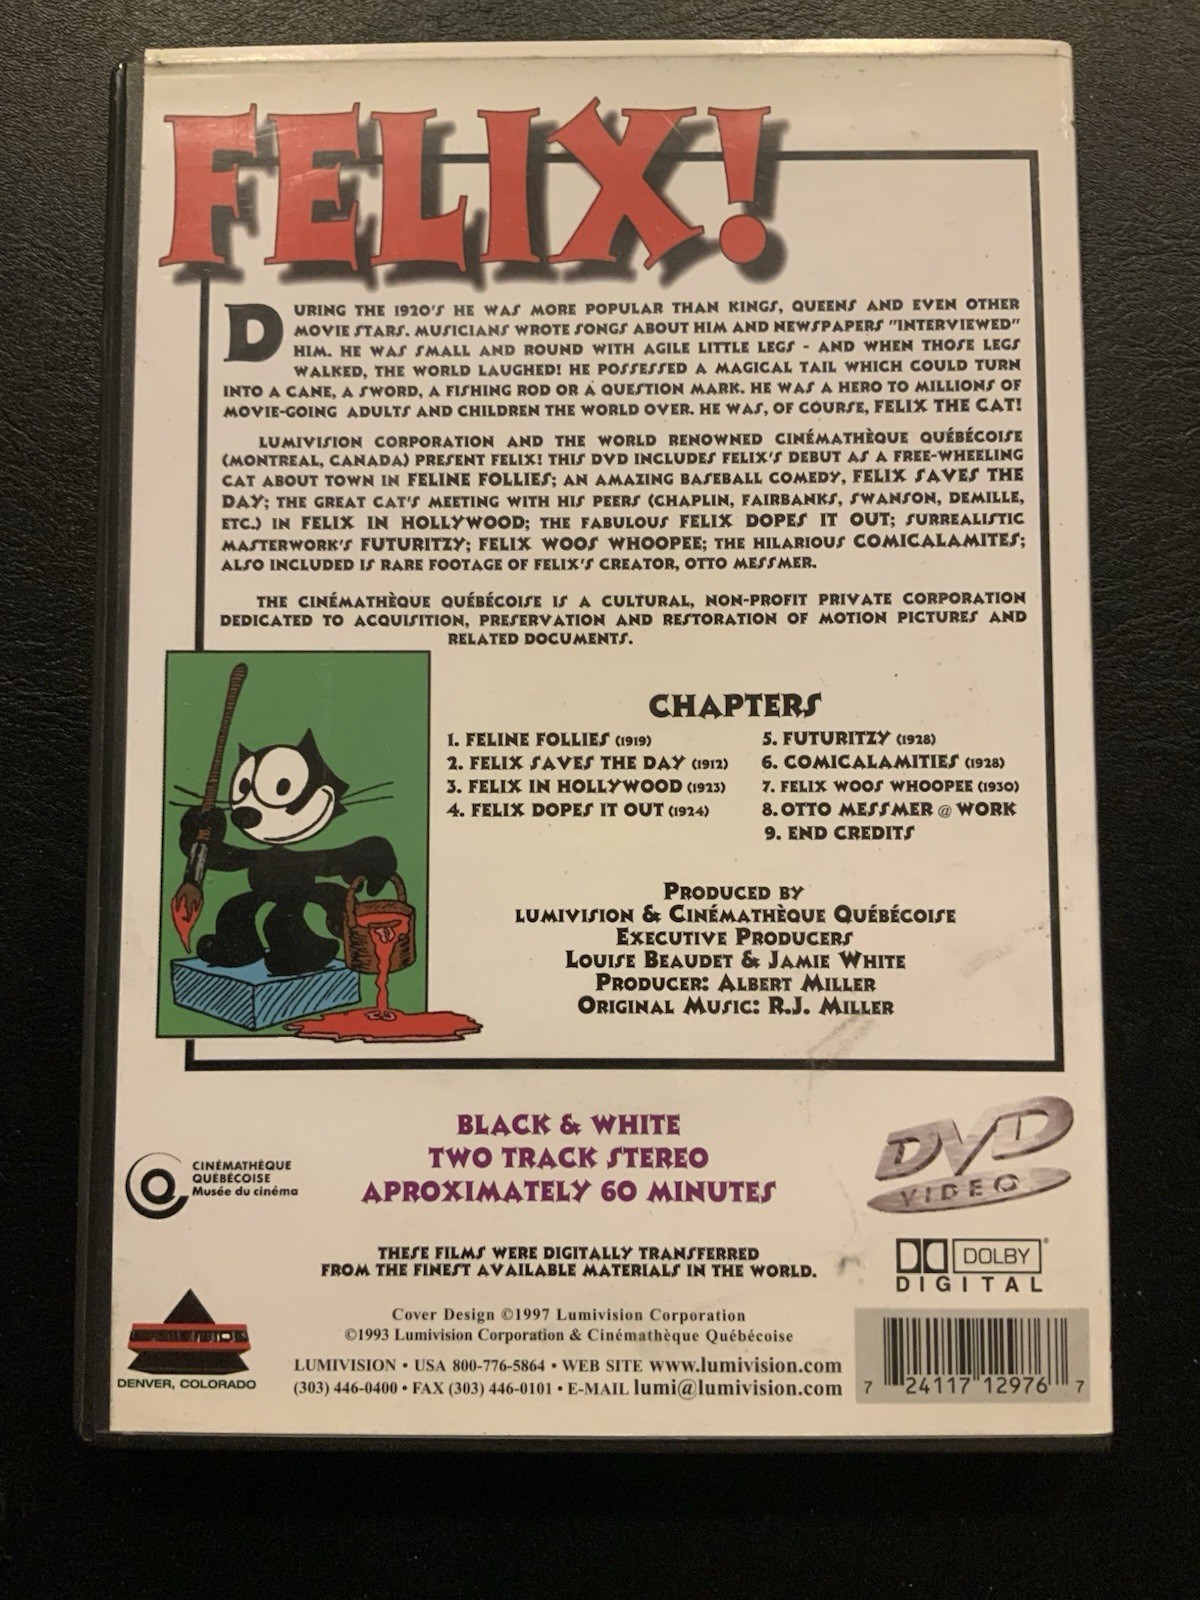 FELIX!
DURING THE 1920'S HE WAS MORE POPULAR THAN KINGS, QUEENS AND EVEN OTHER
MOVIE STARS. MUSICIANS WROTE SONGS ABOUT HIM AND NEWSPAPERS "INTERVIEWED"
HIM. HE WAS SMALL AND ROUND WITH AGILE LITTLE LEGS - AND WHEN THOSE LEGS
WALKED, THE WORLD LAUGHED! HE POSSESSED A MAGICAL TAIL WHICH COULD TURN
INTO A CANE, A SWORD, A FISHING ROD OR A QUESTION MARK. HE WAS A HERO TO MILLIONS OF
MOVIE-GOING ADULTS AND CHILDREN THE WORLD OVER. HE WAS, OF COURSE, FELIX THE CAT!
LUMIVISION CORPORATION AND THE WORLD RENOWNED CINÉMATHÈQUE QUÉBÉCOISE
(MONTREAL, CANADA) PRESENT FELIX! THIS DVD INCLUDES FELIX'S DEBUT AS A FREE-WHEELING
CAT ABOUT TOWN IN FELINE FOLLIES; AN AMAZING BASEBALL COMEDY, FELIX SAVES THE
DAY; THE GREAT CAT'S MEETING WITH HIS PEERS (CHAPLIN, FAIRBANKS, SWANSON, DEMILLE,
ETC.) IN FELIX IN HOLLYWOOD; THE FABULOUS FELIX DOPES IT OUT; SURREALISTIC
MASTERWORK'S FUTURITZY; FELIX WOOS WHOOPEE; THE HILARIOUS COMICALAMITES;
ALSO INCLUDED IS RARE FOOTAGE OF FELIX'S CREATOR, OTTO MESSMER.
THE CINÉMATHÈQUE QUÉBÉCOISE IS A CULTURAL, NON-PROFIT PRIVATE CORPORATION
DEDICATED TO ACQUISITION, PRESERVATION AND RESTORATION OF MOTION PICTURES AND
RELATED DOCUMENTS.
CHAPTERS
1. FELINE FOLLIES (1919)
2. FELIX SAVES THE DAY (1912)
3. FELIX IN HOLLYWOOD (1923)
4. FELIX DOPES IT OUT (1924)
5. FUTURITZY (1928)
6. COMICALAMITIES (1928)
7. FELIX WOOS WHOOPEE (1930)
8. OTTO MESSMER @ WORK
9. END CREDITS
PRODUCED BY
LUMIVISION & CINÉMATHÈQUE QUÉBÉCOISE
EXECUTIVE PRODUCERS
LOUISE BEAUDET & JAMIE WHITE
PRODUCER: ALBERT MILLER
ORIGINAL MUSIC: R.J. MILLER
BLACK & WHITE
TWO TRACK STEREO
APROXIMATELY 60 MINUTES
CINÉMATHÈQUE
QUÉBÉCOISE
Musée du cinéma
DVD
VIDEO
THESE FILMS WERE DIGITALLY TRANSFERRED
FROM THE FINEST AVAILABLE MATERIALS IN THE WORLD.
DOLBY
DIGITAL
Cover Design ©1997 Lumivision Corporation
©1993 Lumivision Corporation & Cinémathèque Québécoise
LUMIVISION • USA 800-776-5864 • WEB SITE www.lumivision.com
(303) 446-0400 • FAX (303) 446-0101 • E-MAIL lumi@lumivision.com
LUMIVISION
DENVER, COLORADO
7 24117 12976 7